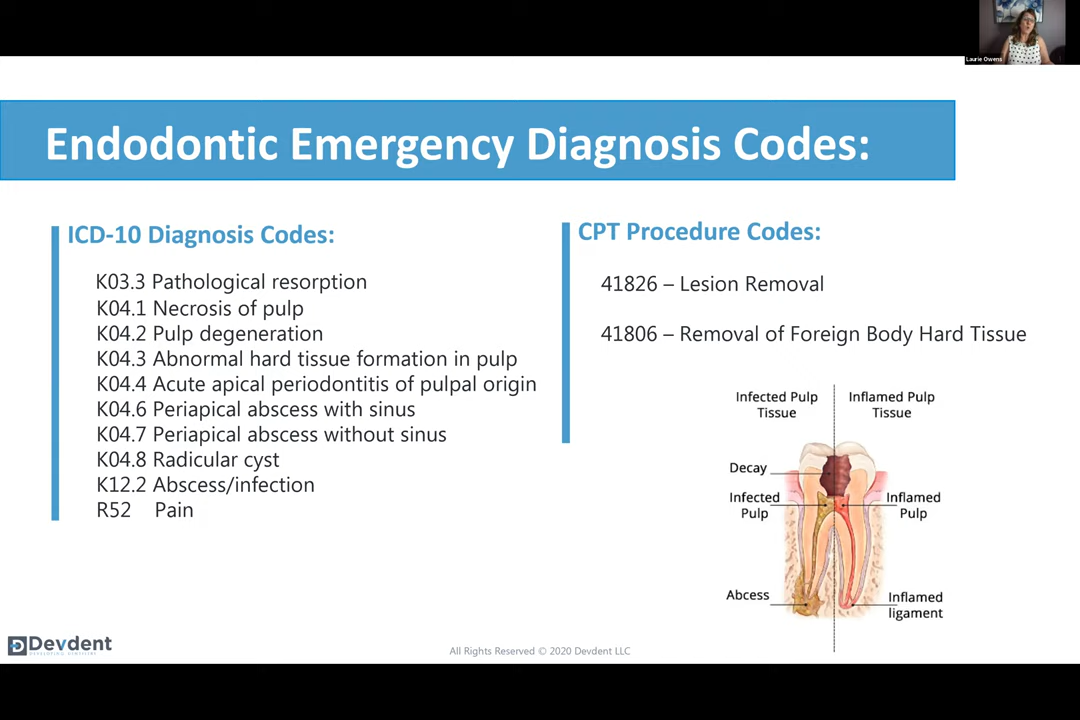 Laurie Owens
Endodontic Emergency Diagnosis Codes:
ICD-10 Diagnosis Codes:
K03.3 Pathological resorption
K04.1 Necrosis of pulp
K04.2 Pulp degeneration
K04.3 Abnormal hard tissue formation in pulp
K04.4 Acute apical periodontitis of pulpal origin
K04.6 Periapical abscess with sinus
K04.7 Periapical abscess without sinus
K04.8 Radicular cyst
K12.2 Abscess/infection
R52 Pain
CPT Procedure Codes:
41826 – Lesion Removal
41806 – Removal of Foreign Body Hard Tissue
Infected Pulp
Tissue
Inflamed Pulp
Tissue
Decay
Infected
Pulp
Inflamed
Pulp
Abcess
Inflamed
ligament
Devdent
All Rights Reserved © 2020 Devdent LLC